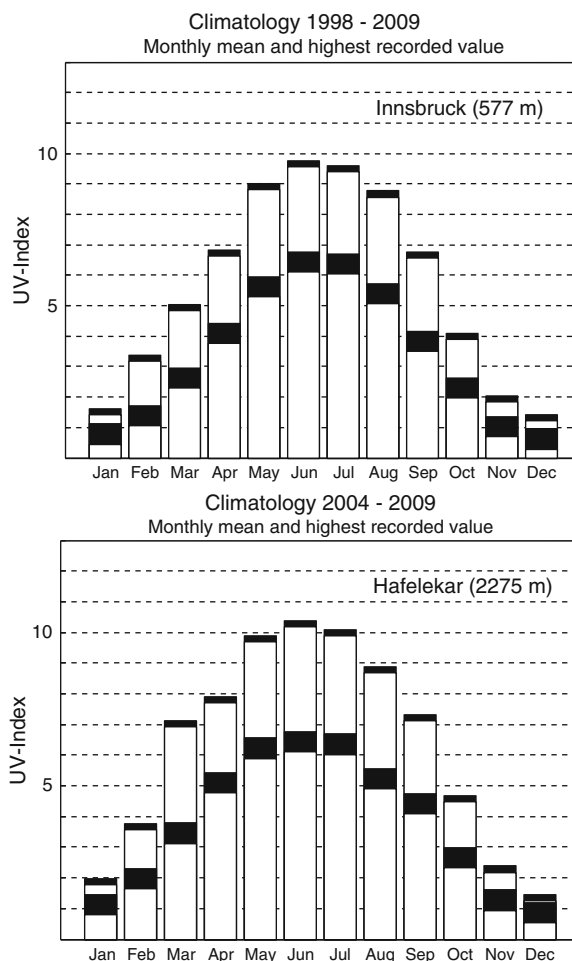 Climatology 1998 - 2009
Monthly mean and highest recorded value
Innsbruck (577 m)
10
5
UV-Index
Jan Feb Mar Apr May Jun Jul Aug Sep Oct Nov Dec
Climatology 2004 - 2009
Monthly mean and highest recorded value
Hafelekar (2275 m)
10
5
UV-Index
Jan Feb Mar Apr May Jun Jul Aug Sep Oct Nov Dec